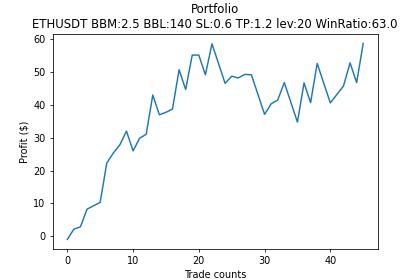 Portfolio
ETHUSDT BBM:2.5 BBL:140 SL:0.6 TP:1.2 lev:20 WinRatio:63.0
60
50
40
30
20
10
0
Profit ($)
0 10 20 30 40
Trade counts